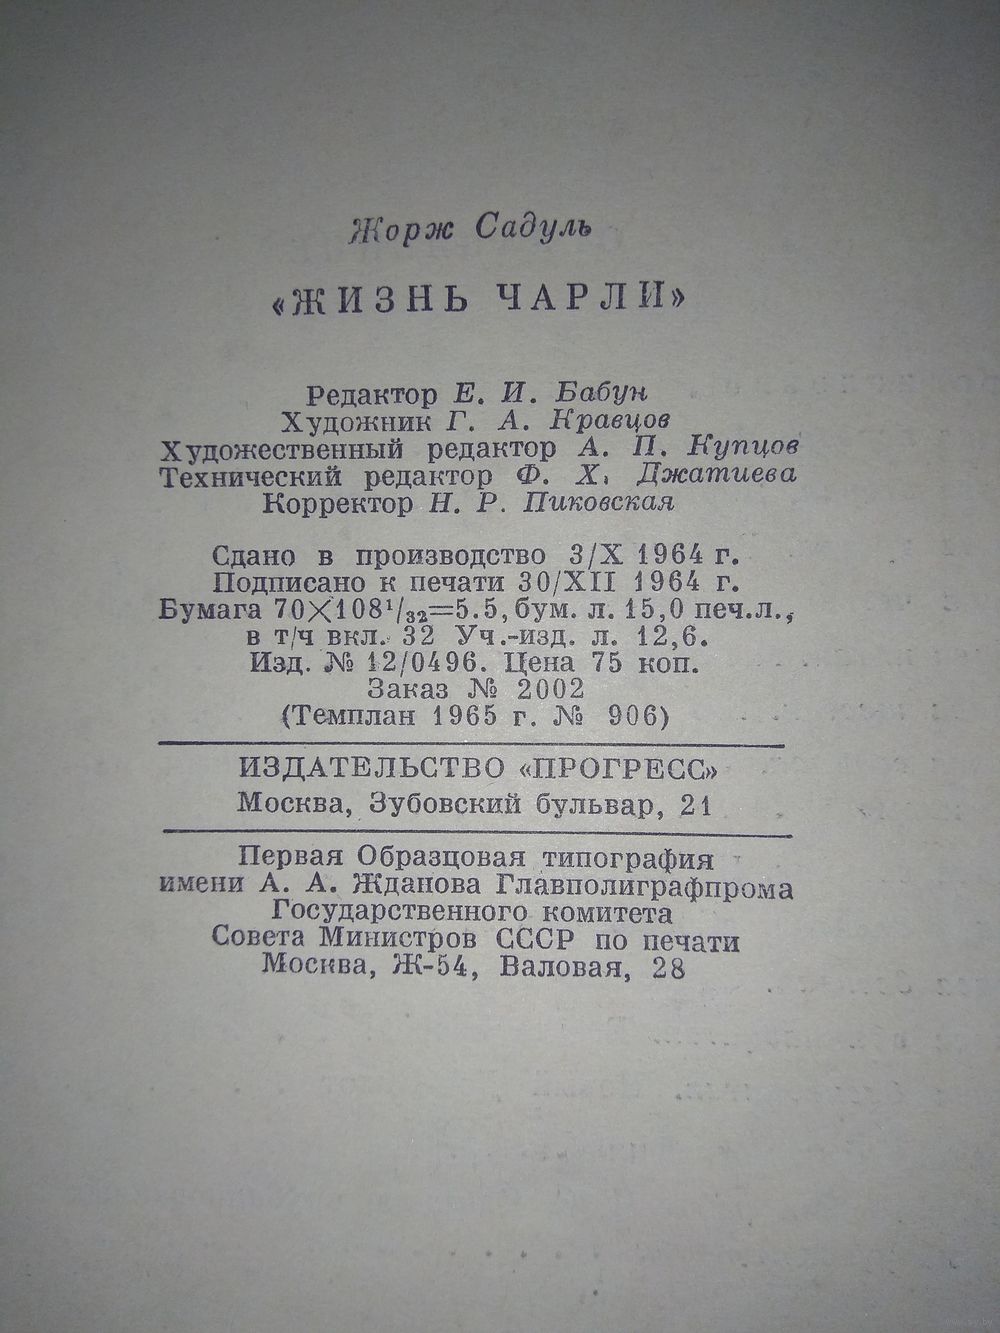 Жорж Садуль
«ЖИЗНЬ ЧАРЛИ»
Редактор Е. И. Бабун
Художник Г. А. Кравцов
Художественный редактор А. П. Купцов
Технический редактор Ф. Х. Джатиева
Корректор Н. Р. Пиковская
Сдано в производство 3/X 1964 г.
Подписано к печати 30/XII 1964 г.
Бумага 70×108¹/₃₂=5.5, бум. л. 15,0 печ.л.,
в т/ч вкл. 32 Уч.-изд. л. 12,6.
Изд. № 12/0496. Цена 75 коп.
Заказ № 2002
(Темплан 1965 г. № 906)
ИЗДАТЕЛЬСТВО «ПРОГРЕСС»
Москва, Зубовский бульвар, 21
Первая Образцовая типография
имени А. А. Жданова Главполиграфпрома
Государственного комитета
Совета Министров СССР по печати
Москва, Ж-54, Валовая, 28